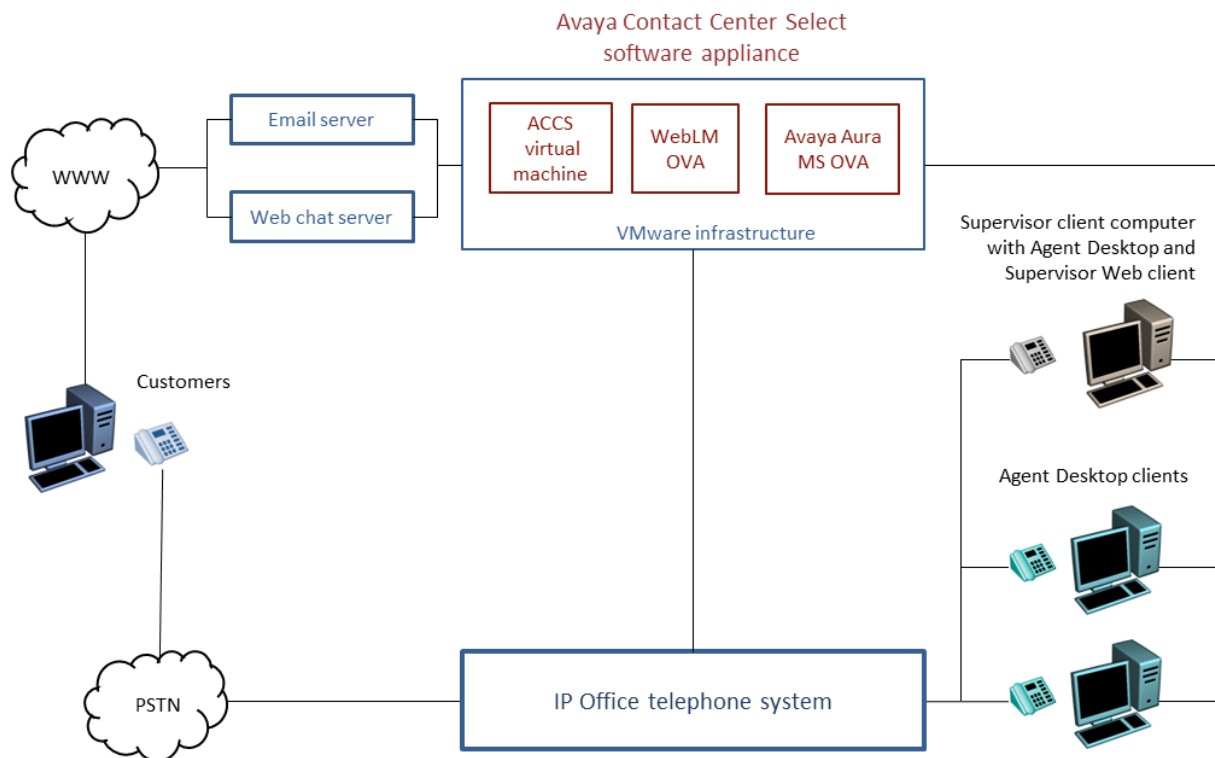 Avaya Contact Center Select
software appliance
Email server
ACCS
virtual
machine
WebLM
OVA
Avaya Aura
MS OVA
WWW
Web chat server
VMware infrastructure
Supervisor client computer
with Agent Desktop and
Supervisor Web client
Customers
Agent Desktop clients
PSTN
IP Office telephone system